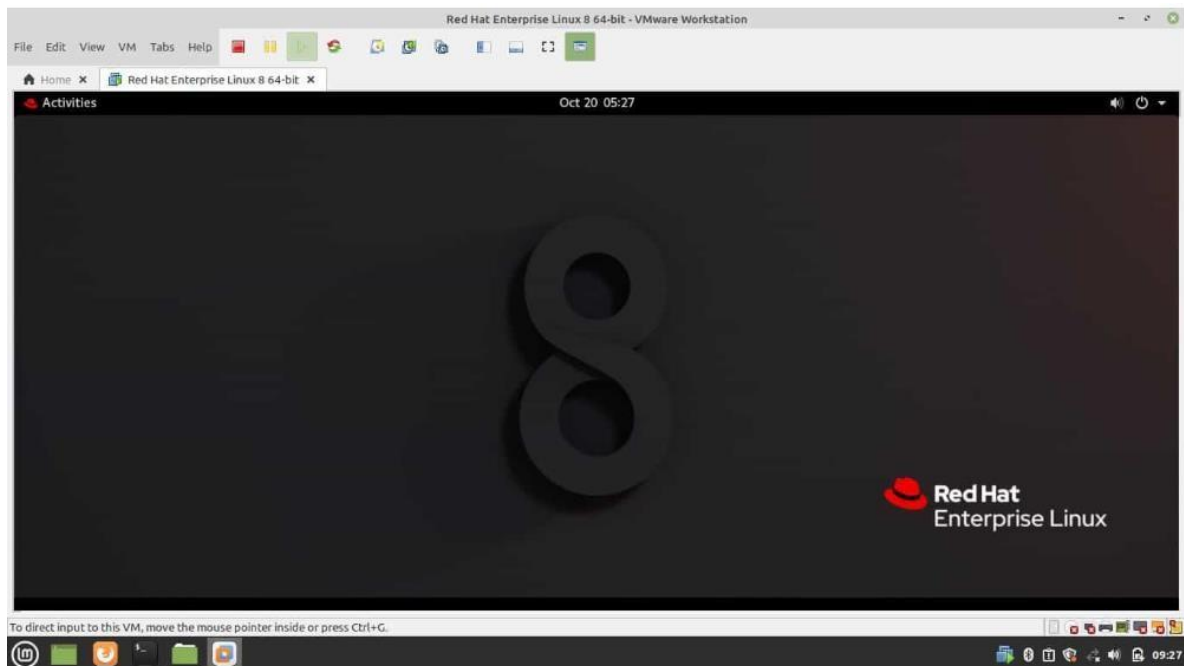 Red Hat Enterprise Linux 8 64-bit - VMware Workstation
File Edit View VM Tabs Help
Home Red Hat Enterprise Linux 8 64-bit
Activities Oct 20 05:27
8
Red Hat
Enterprise Linux
To direct input to this VM, move the mouse pointer inside or press Ctrl+G.
09:27